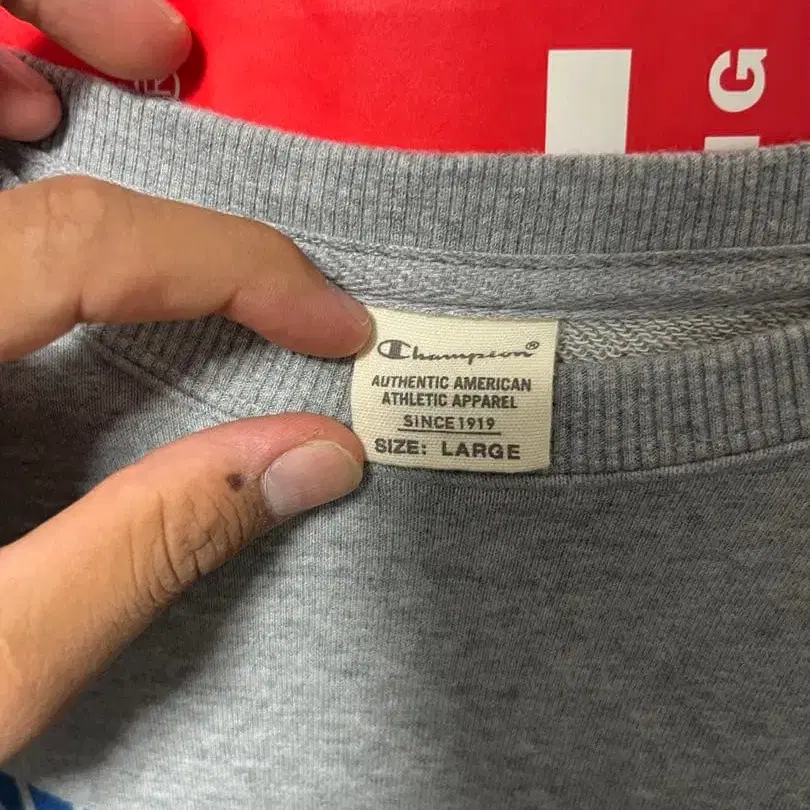 Champion®
AUTHENTIC AMERICAN
ATHLETIC APPAREL
SINCE 1919
SIZE: LARGE
G